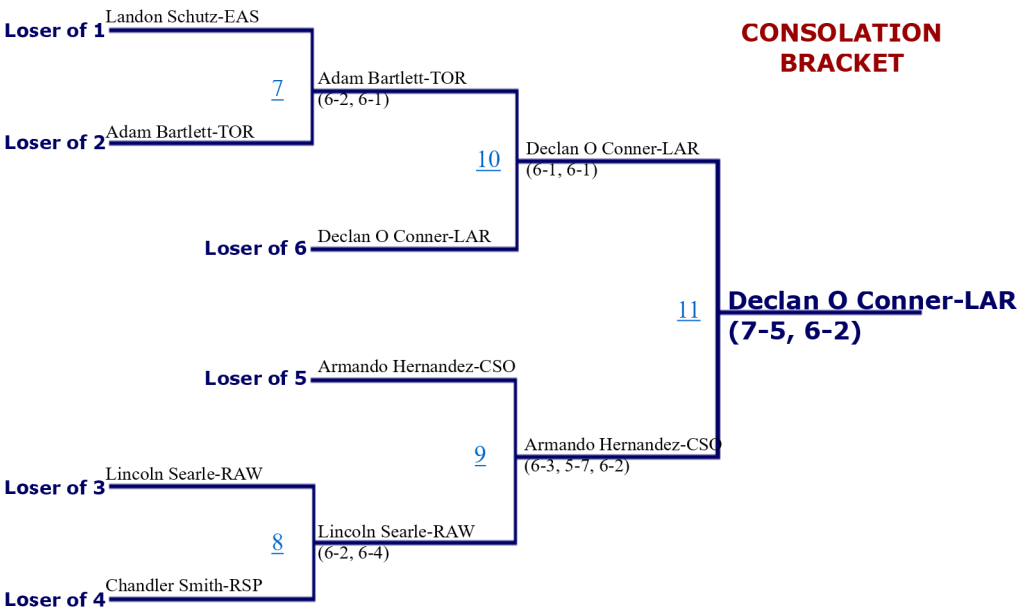 CONSOLATION
BRACKET
Landon Schutz-EAS
Loser of 1
7
Adam Bartlett-TOR
(6-2, 6-1)
Adam Bartlett-TOR
Loser of 2
10
Declan O Conner-LAR
(6-1, 6-1)
Declan O Conner-LAR
Loser of 6
11
Declan O Conner-LAR
(7-5, 6-2)
Armando Hernandez-CSO
Loser of 5
9
Armando Hernandez-CSO
(6-3, 5-7, 6-2)
Lincoln Searle-RAW
Loser of 3
8
Lincoln Searle-RAW
(6-2, 6-4)
Chandler Smith-RSP
Loser of 4